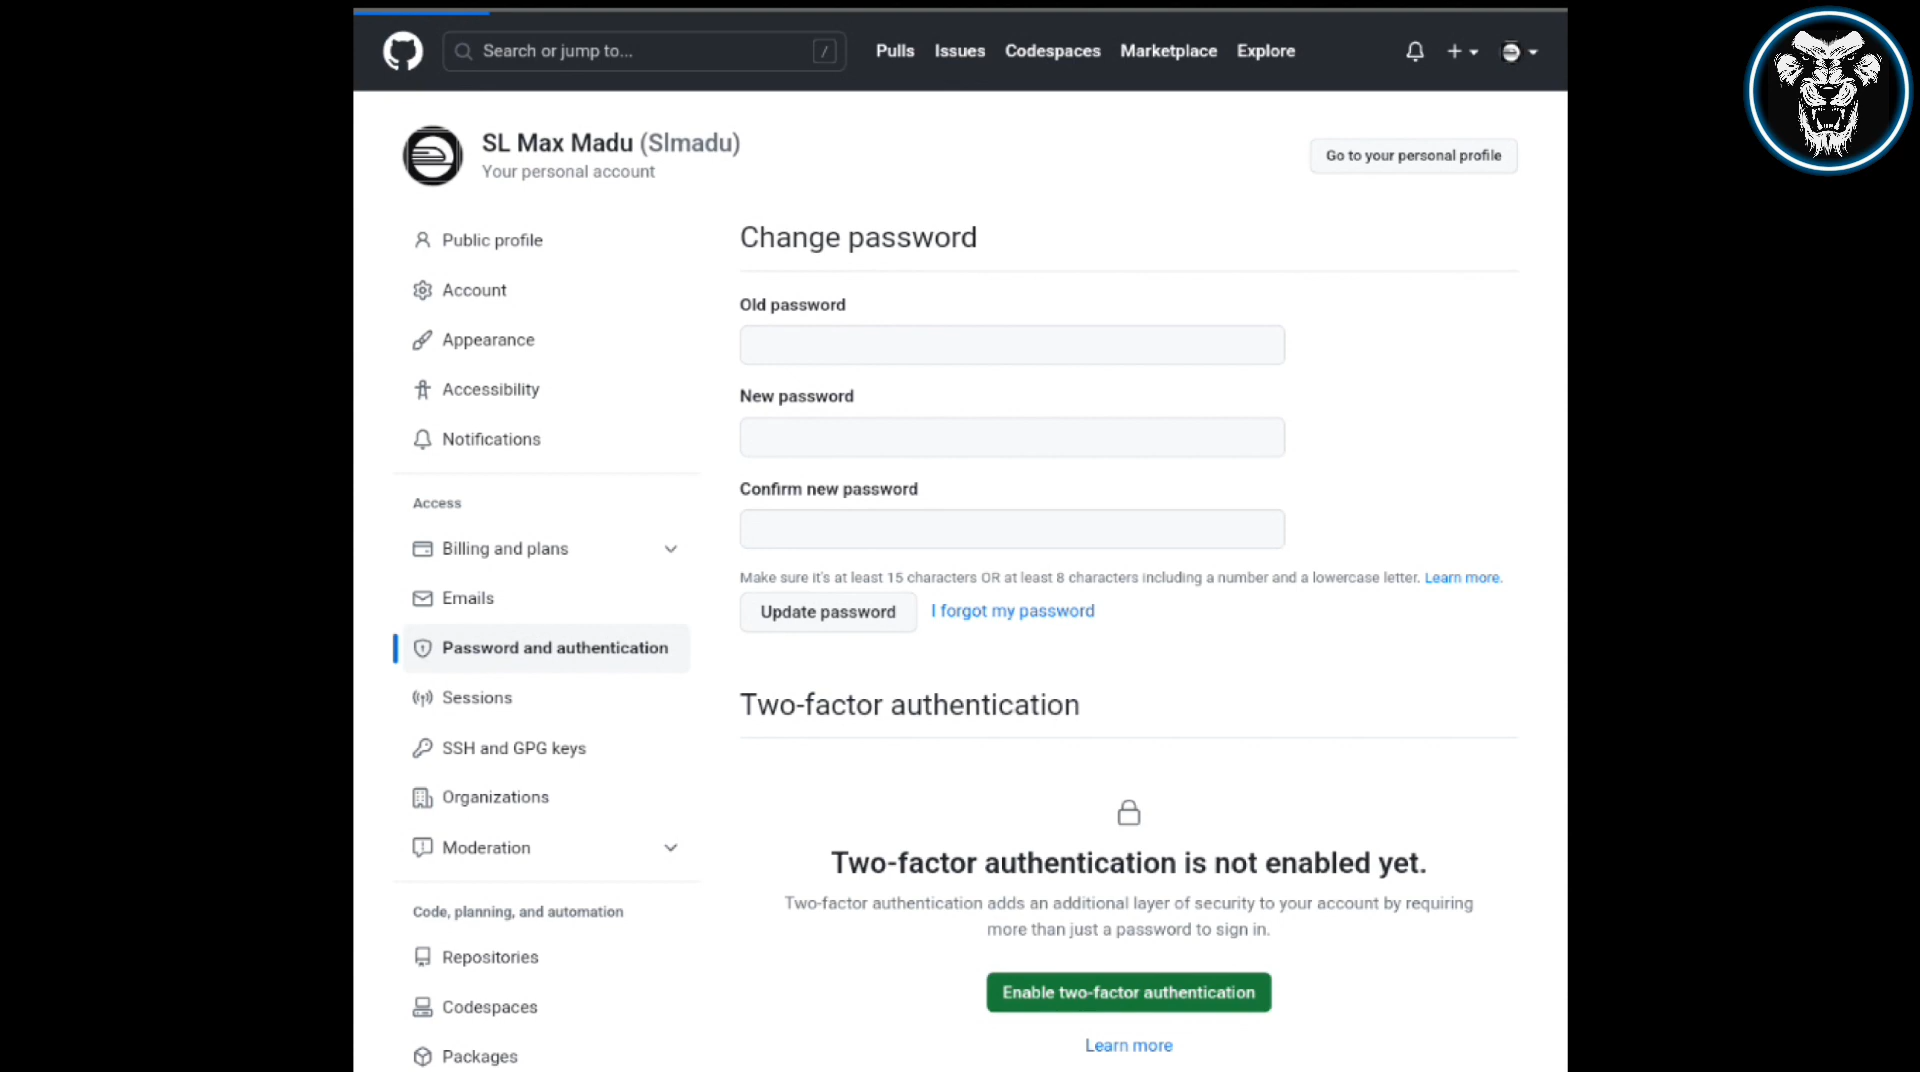 Search or jump to...
/
Pulls
Issues
Codespaces
Marketplace
Explore
SL Max Madu (Slmadu)
Your personal account
Go to your personal profile
Public profile
Account
Appearance
Accessibility
Notifications
Access
Billing and plans
Emails
Password and authentication
Sessions
SSH and GPG keys
Organizations
Moderation
Code, planning, and automation
Repositories
Codespaces
Packages
Change password
Old password
New password
Confirm new password
Make sure it's at least 15 characters OR at least 8 characters including a number and a lowercase letter. Learn more.
Update password
I forgot my password
Two-factor authentication
Two-factor authentication is not enabled yet.
Two-factor authentication adds an additional layer of security to your account by requiring
more than just a password to sign in.
Enable two-factor authentication
Learn more